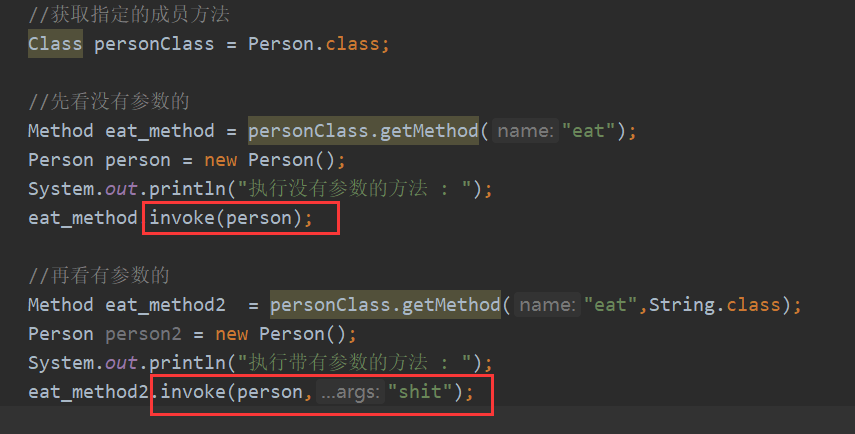 //获取指定的成员方法
Class personClass = Person.class;
//先看没有参数的
Method eat_method = personClass.getMethod( name: "eat");
Person person = new Person();
System.out.println("执行没有参数的方法 : ");
eat_method invoke(person);
//再看有参数的
Method eat_method2  = personClass.getMethod( name: "eat",String.class);
Person person2 = new Person();
System.out.println("执行带有参数的方法 : ");
eat_method2.invoke(person, ...args: "shit");